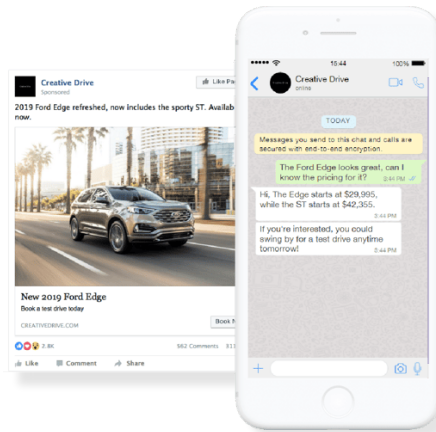 Creative Drive
Sponsored
Like Pa
2019 Ford Edge refreshed, now includes the sporty ST. Availab
now.
New 2019 Ford Edge
Book a test drive today
CREATIVEDRIVE.COM
Book N
2.8K
982 Comments
Like
Comment
Share
100%
Creative Drive
online
TODAY
Messages you send to this chat and calls are
secured with end-to-end encryption.
The Ford Edge looks great, can I
know the pricing for it?
3:44 PM
Hi, The Edge starts at $29,995,
while the ST starts at $42,355.
3:44 PM
If you're interested, you could
swing by for a test drive anytime
tomorrow!
3:44 PM